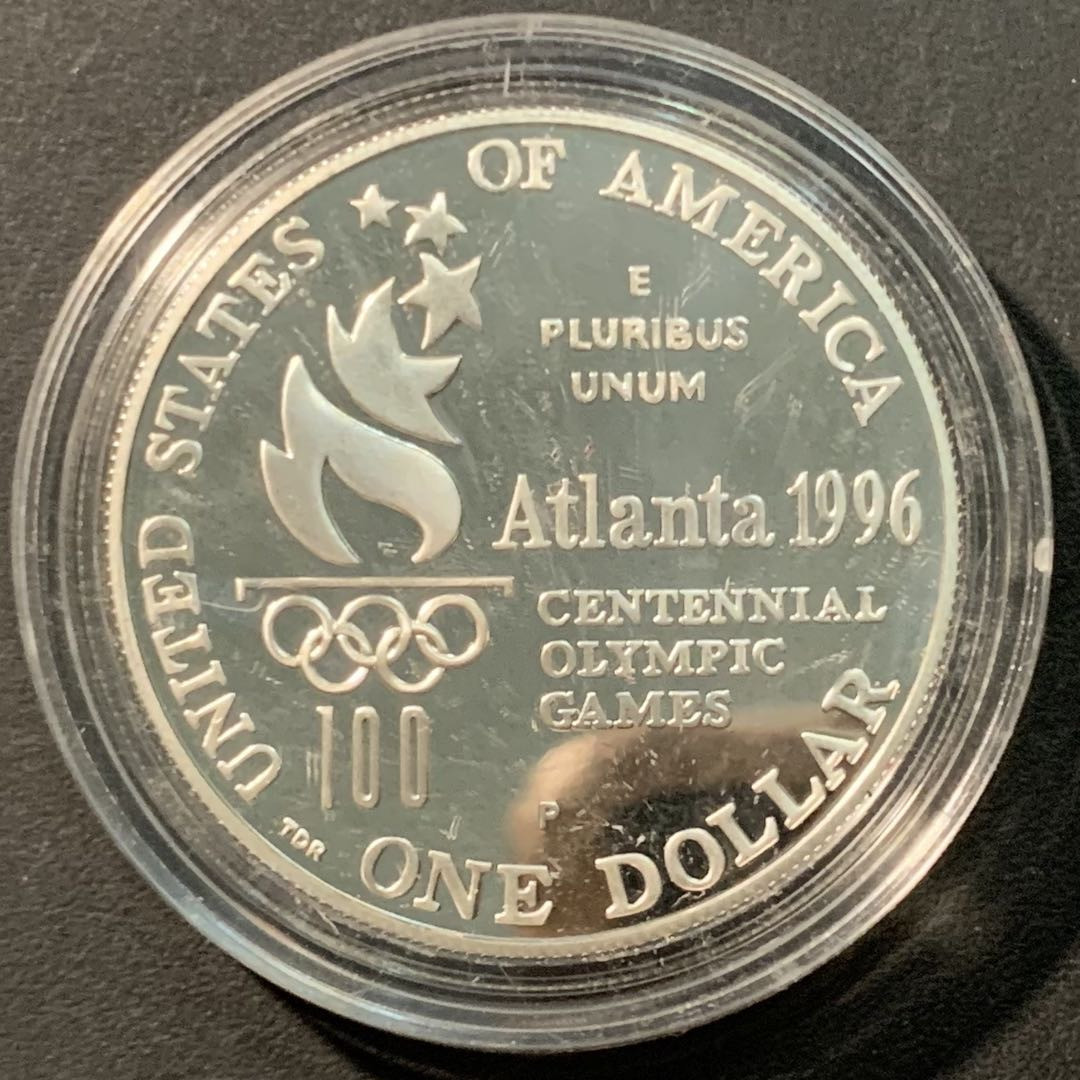 UNITED STATES OF AMERICA
E
PLURIBUS
UNUM
Atlanta 1996
CENTENNIAL
OLYMPIC
GAMES
100
P
TDR
ONE DOLLAR